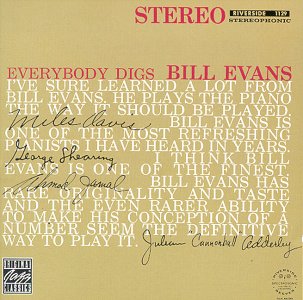 STEREO
RIVERSIDE 1129
STEREOPHONIC
EVERYBODY DIGS BILL EVANS
I'VE SURE LEARNED A LOT FROM
BILL EVANS. HE PLAYS THE PIANO
THE WAY IT SHOULD BE PLAYED.
Miles Davis BILL EVANS IS
ONE OF THE MOST REFRESHING
PIANISTS I HAVE HEARD IN YEARS.
George Shearing I THINK BILL
EVANS IS ONE OF THE FINEST.
Ahmad Jamal BILL EVANS HAS
RARE ORIGINALITY AND TASTE
AND THE EVEN RARER ABILITY
TO MAKE HIS CONCEPTION OF A
NUMBER SEEM THE DEFINITIVE
WAY TO PLAY IT. Julian "Cannonball" Adderley
ORIGINAL
JAZZ
CLASSICS
RIVERSIDE